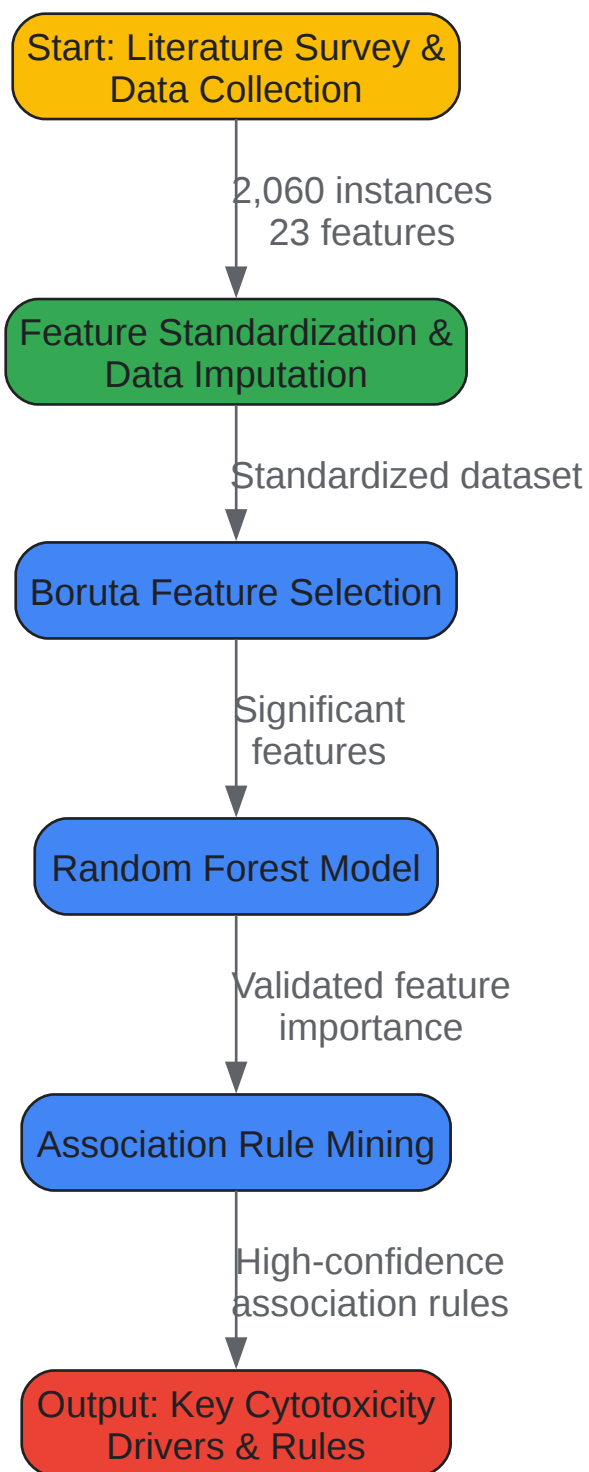 Start: Literature Survey &
Data Collection
2,060 instances
23 features
Feature Standardization &
Data Imputation
Standardized dataset
Boruta Feature Selection
Significant
features
Random Forest Model
Validated feature
importance
Association Rule Mining
High-confidence
association rules
Output: Key Cytotoxicity
Drivers & Rules